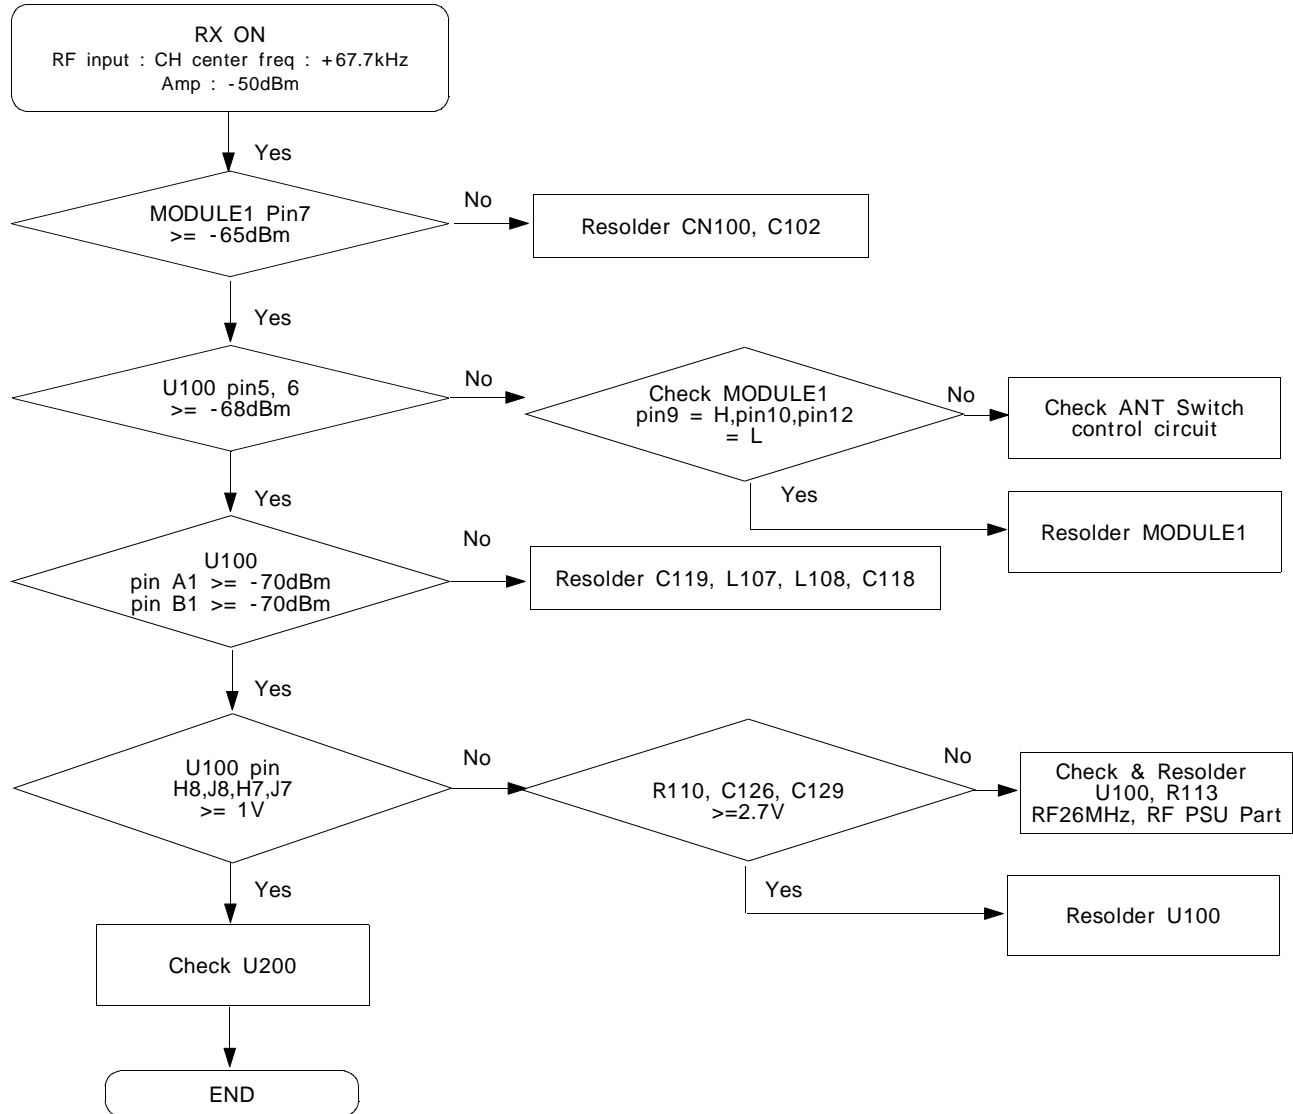 RX ON
RF input : CH center freq : +67.7kHz
Amp : -50dBm
Yes
MODULE1 Pin7
>= -65dBm
No
Resolder CN100, C102
Yes
U100 pin5, 6
>= -68dBm
No
Check MODULE1
pin9 = H,pin10,pin12
= L
No
Check ANT Switch
control circuit
Yes
Resolder MODULE1
Yes
U100
pin A1 >= -70dBm
pin B1 >= -70dBm
No
Resolder C119, L107, L108, C118
Yes
U100 pin
H8,J8,H7,J7
>= 1V
No
R110, C126, C129
>=2.7V
No
Check & Resolder
U100, R113
RF26MHz, RF PSU Part
Yes
Resolder U100
Yes
Check U200
END